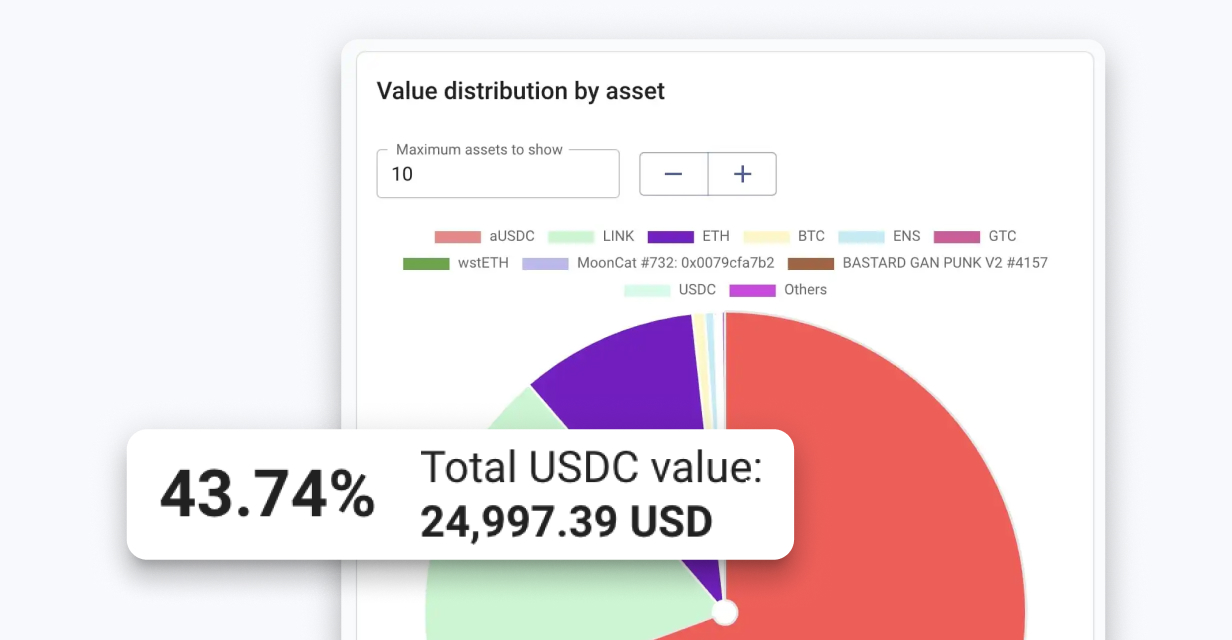 Value distribution by asset
Maximum assets to show
10
− +
aUSDC LINK ETH BTC ENS GTC
wstETH MoonCat #732: 0x0079cfa7b2 BASTARD GAN PUNK V2 #4157
USDC Others
43.74%
Total USDC value:
24,997.39 USD